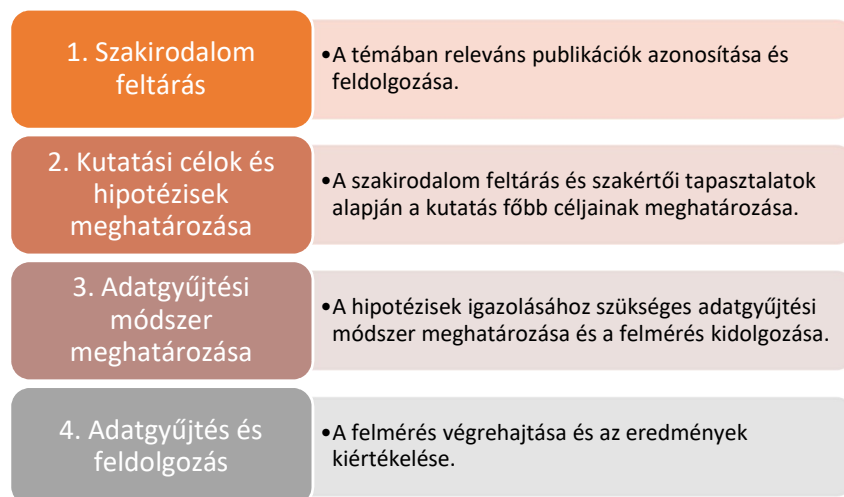 1. Szakirodalom
feltárás
•A témában releváns publikációk azonosítása és
feldolgozása.
2. Kutatási célok és
hipotézisek
meghatározása
•A szakirodalom feltárás és szakértői tapasztalatok
alapján a kutatás főbb céljainak meghatározása.
3. Adatgyűjtési
módszer
meghatározása
•A hipotézisek igazolásához szükséges adatgyűjtési
módszer meghatározása és a felmérés kidolgozása.
4. Adatgyűjtés és
feldolgozás
•A felmérés végrehajtása és az eredmények
kiértékelése.